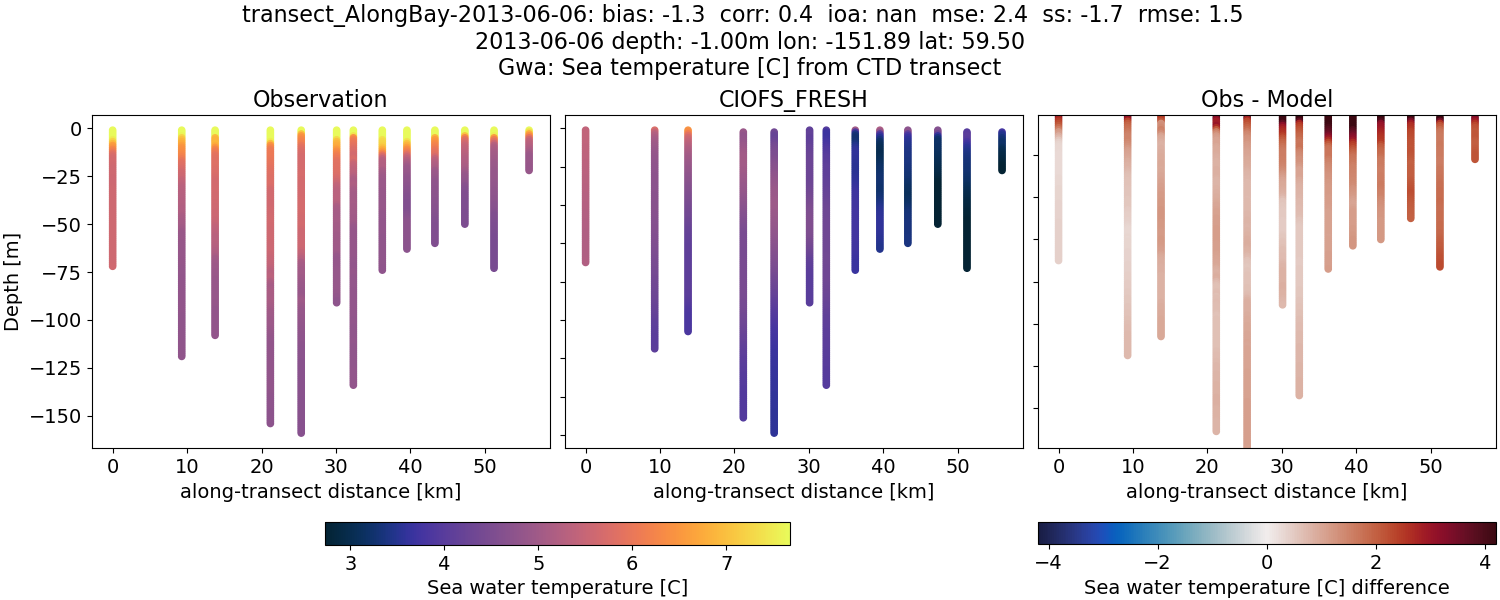 transect_AlongBay-2013-06-06: bias: -1.3  corr: 0.4  ioa: nan  mse: 2.4  ss: -1.7  rmse: 1.5
2013-06-06 depth: -1.00m lon: -151.89 lat: 59.50
Gwa: Sea temperature [C] from CTD transect
Observation
CIOFS_FRESH
Obs - Model
Depth [m]
0
−25
−50
−75
−100
−125
−150
0 10 20 30 40 50
0 10 20 30 40 50
0 10 20 30 40 50
along-transect distance [km]
along-transect distance [km]
along-transect distance [km]
3 4 5 6 7
Sea water temperature [C]
−4 −2 0 2 4
Sea water temperature [C] difference